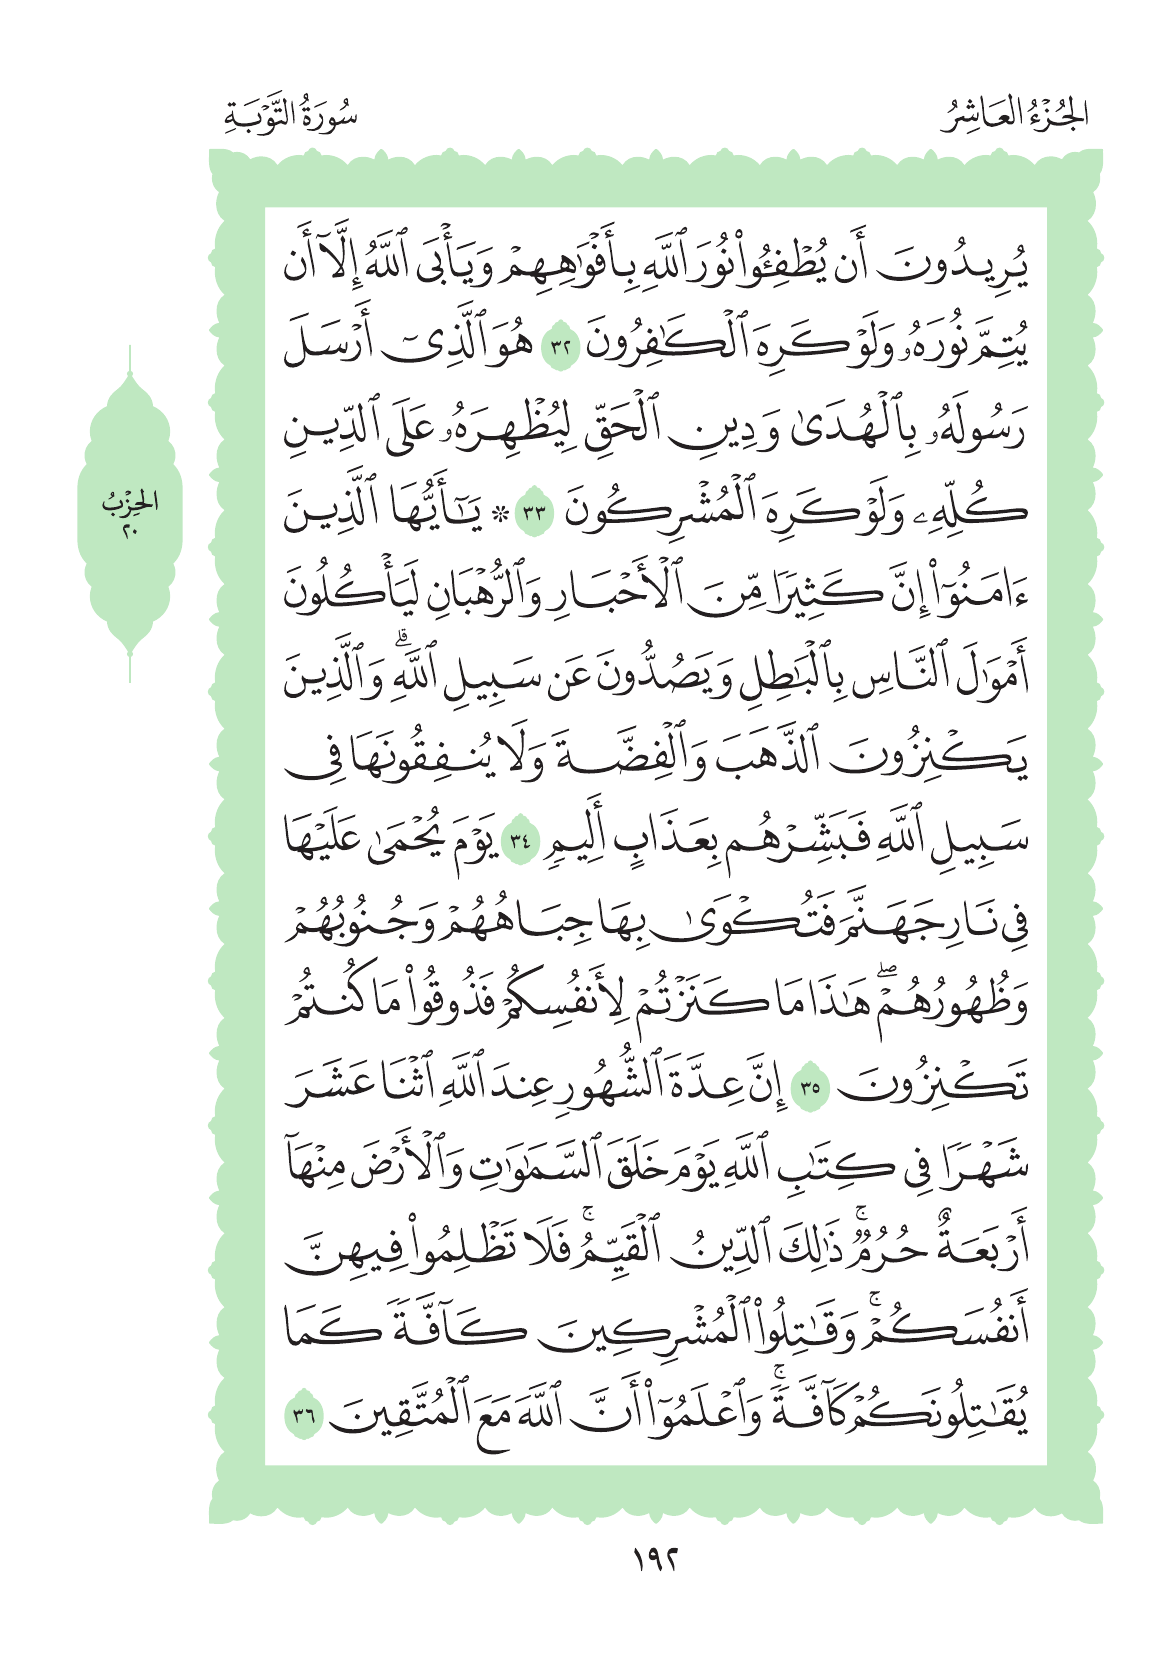 الجُزْءُ العَاشِرُ
سُورَةُ التَّوْبَةِ
يُرِيدُونَ أَن يُطْفِـُٔوا۟ نُورَ ٱللَّهِ بِأَفْوَٰهِهِمْ وَيَأْبَى ٱللَّهُ إِلَّآ أَن
يُتِمَّ نُورَهُۥ وَلَوْ كَرِهَ ٱلْكَـٰفِرُونَ ٣٢ هُوَ ٱلَّذِىٓ أَرْسَلَ
رَسُولَهُۥ بِٱلْهُدَىٰ وَدِينِ ٱلْحَقِّ لِيُظْهِرَهُۥ عَلَى ٱلدِّينِ
كُلِّهِۦ وَلَوْ كَرِهَ ٱلْمُشْرِكُونَ ٣٣ ۞ يَـٰٓأَيُّهَا ٱلَّذِينَ
ءَامَنُوٓا۟ إِنَّ كَثِيرًا مِّنَ ٱلْأَحْبَارِ وَٱلرُّهْبَانِ لَيَأْكُلُونَ
أَمْوَٰلَ ٱلنَّاسِ بِٱلْبَـٰطِلِ وَيَصُدُّونَ عَن سَبِيلِ ٱللَّهِ ۗ وَٱلَّذِينَ
يَكْنِزُونَ ٱلذَّهَبَ وَٱلْفِضَّةَ وَلَا يُنفِقُونَهَا فِى
سَبِيلِ ٱللَّهِ فَبَشِّرْهُم بِعَذَابٍ أَلِيمٍ ٣٤ يَوْمَ يُحْمَىٰ عَلَيْهَا
فِى نَارِ جَهَنَّمَ فَتُكْوَىٰ بِهَا جِبَاهُهُمْ وَجُنُوبُهُمْ
وَظُهُورُهُمْ ۖ هَـٰذَا مَا كَنَزْتُمْ لِأَنفُسِكُمْ فَذُوقُوا۟ مَا كُنتُمْ
تَكْنِزُونَ ٣٥ إِنَّ عِدَّةَ ٱلشُّهُورِ عِندَ ٱللَّهِ ٱثْنَا عَشَرَ
شَهْرًا فِى كِتَـٰبِ ٱللَّهِ يَوْمَ خَلَقَ ٱلسَّمَـٰوَٰتِ وَٱلْأَرْضَ مِنْهَآ
أَرْبَعَةٌ حُرُمٌ ۚ ذَٰلِكَ ٱلدِّينُ ٱلْقَيِّمُ ۚ فَلَا تَظْلِمُوا۟ فِيهِنَّ
أَنفُسَكُمْ ۚ وَقَـٰتِلُوا۟ ٱلْمُشْرِكِينَ كَآفَّةً كَمَا
يُقَـٰتِلُونَكُمْ كَآفَّةً ۚ وَٱعْلَمُوٓا۟ أَنَّ ٱللَّهَ مَعَ ٱلْمُتَّقِينَ ٣٦
الحِزْبُ
٢٠
١٩٢